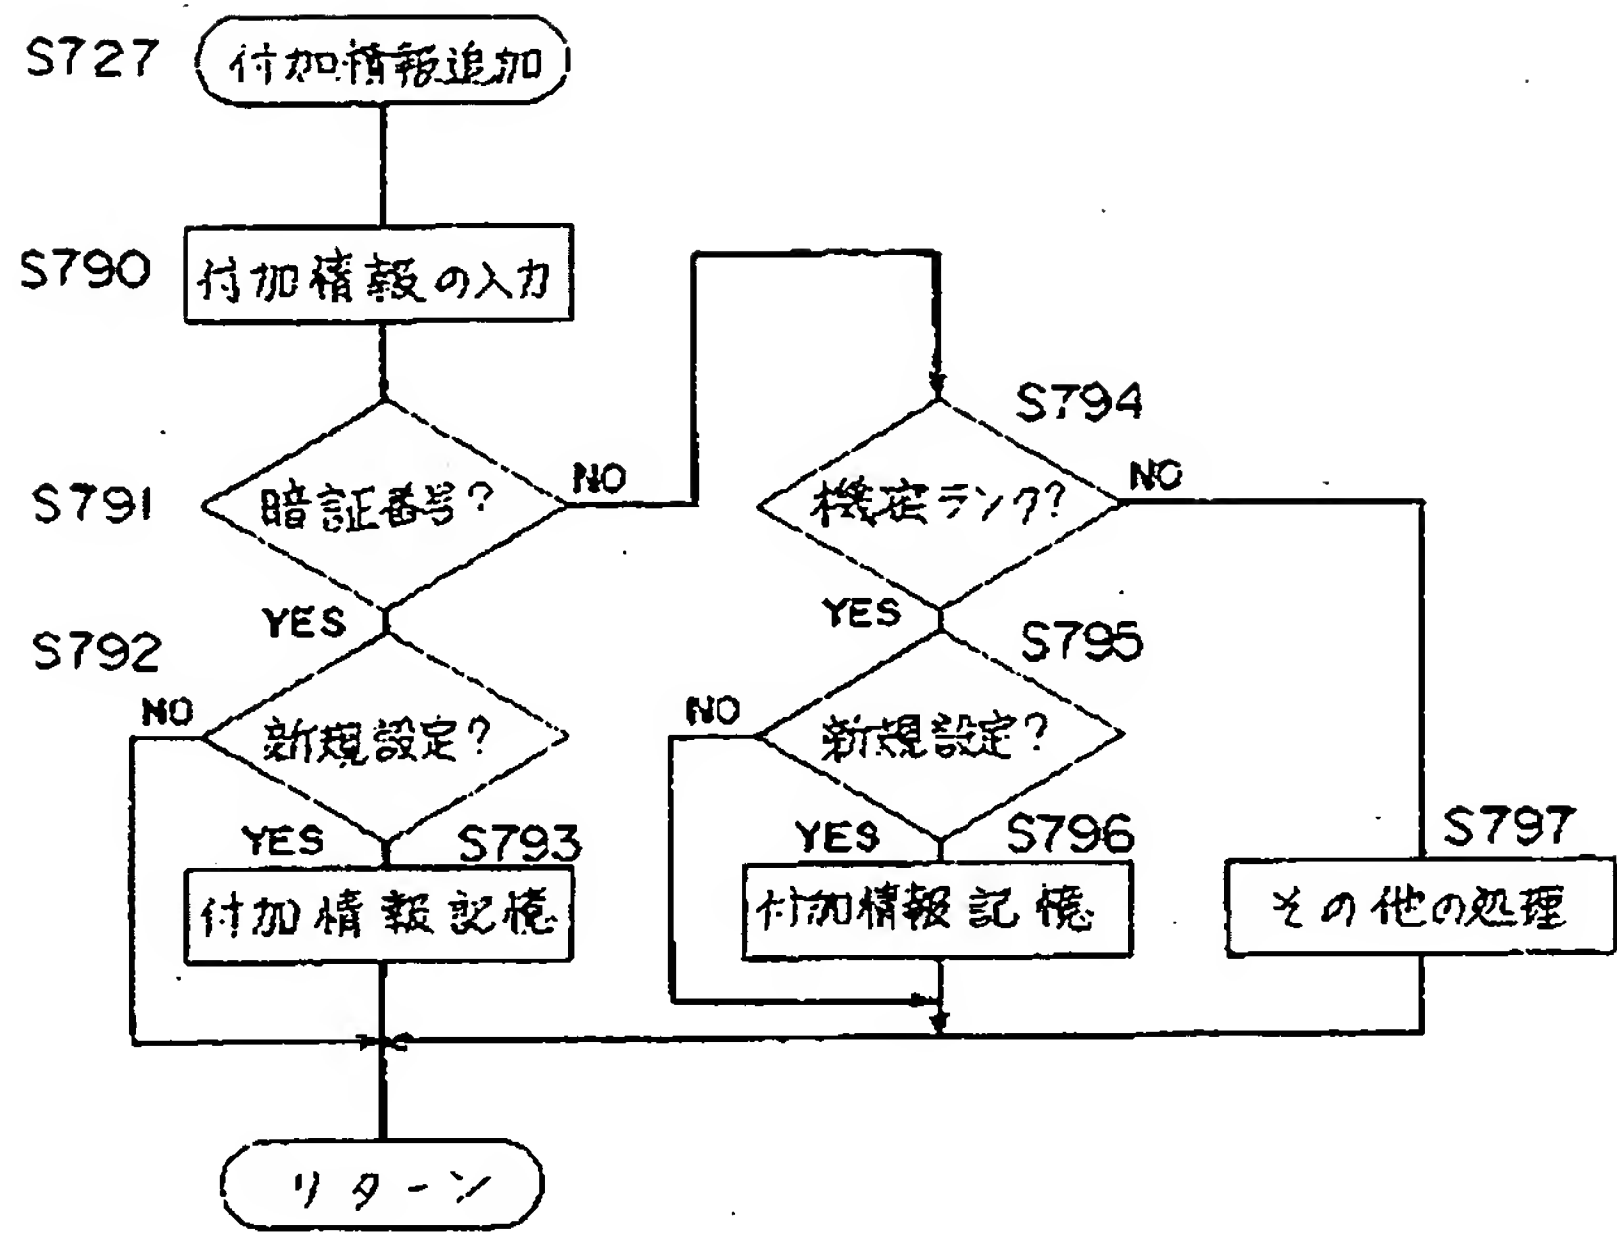 S727
付加情報追加
S790
付加情報の入力
S791
暗証番号?
NO
YES
S792
新規設定?
NO
YES
S793
付加情報記憶
S794
機密ランク?
NO
YES
S795
新規設定?
NO
YES
S796
付加情報記憶
S797
その他の処理
リターン